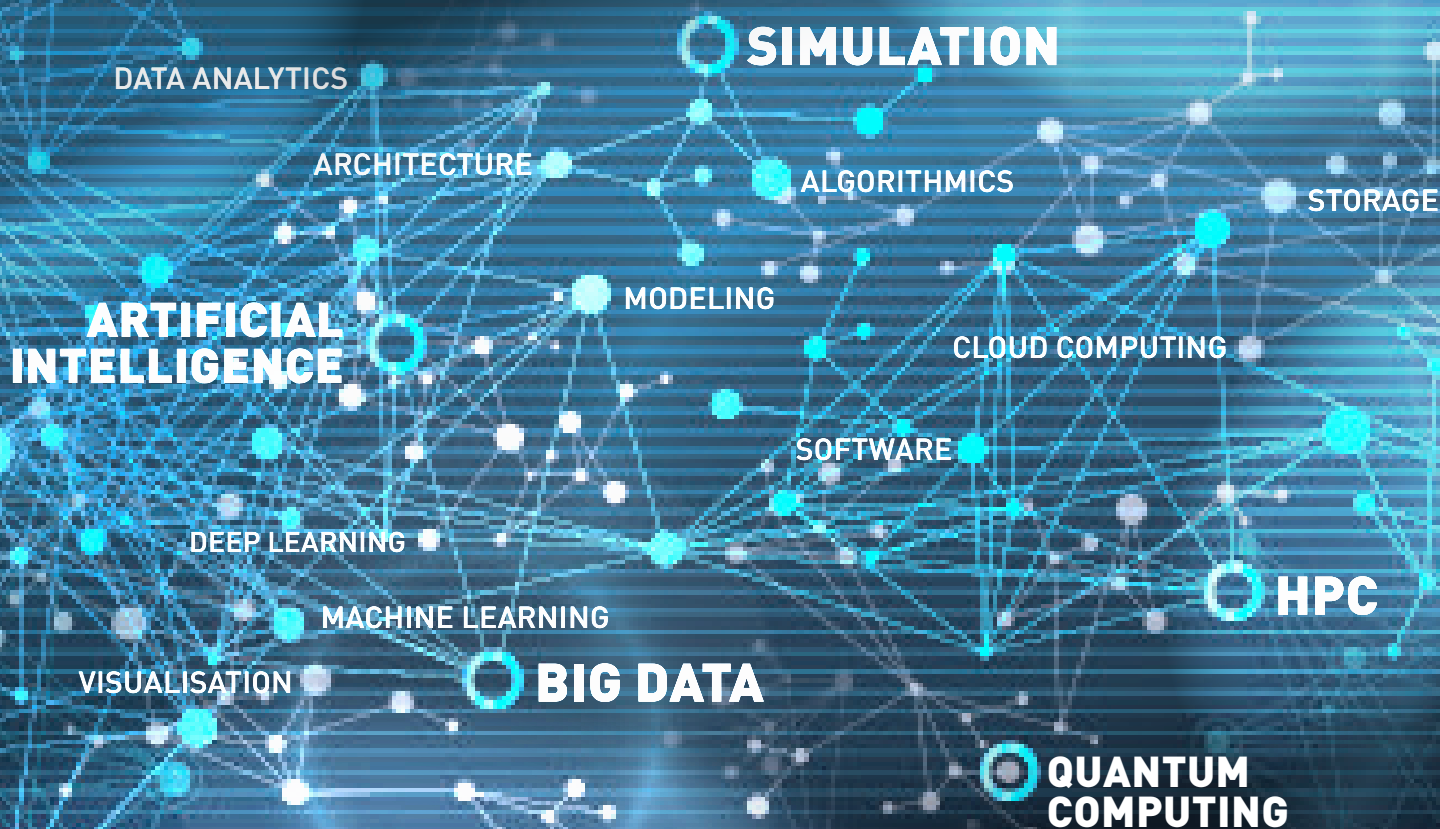 SIMULATION
DATA ANALYTICS
ARCHITECTURE
ALGORITHMICS
STORAGE
MODELING
ARTIFICIAL
INTELLIGENCE
CLOUD COMPUTING
SOFTWARE
DEEP LEARNING
HPC
MACHINE LEARNING
VISUALISATION
BIG DATA
QUANTUM
COMPUTING